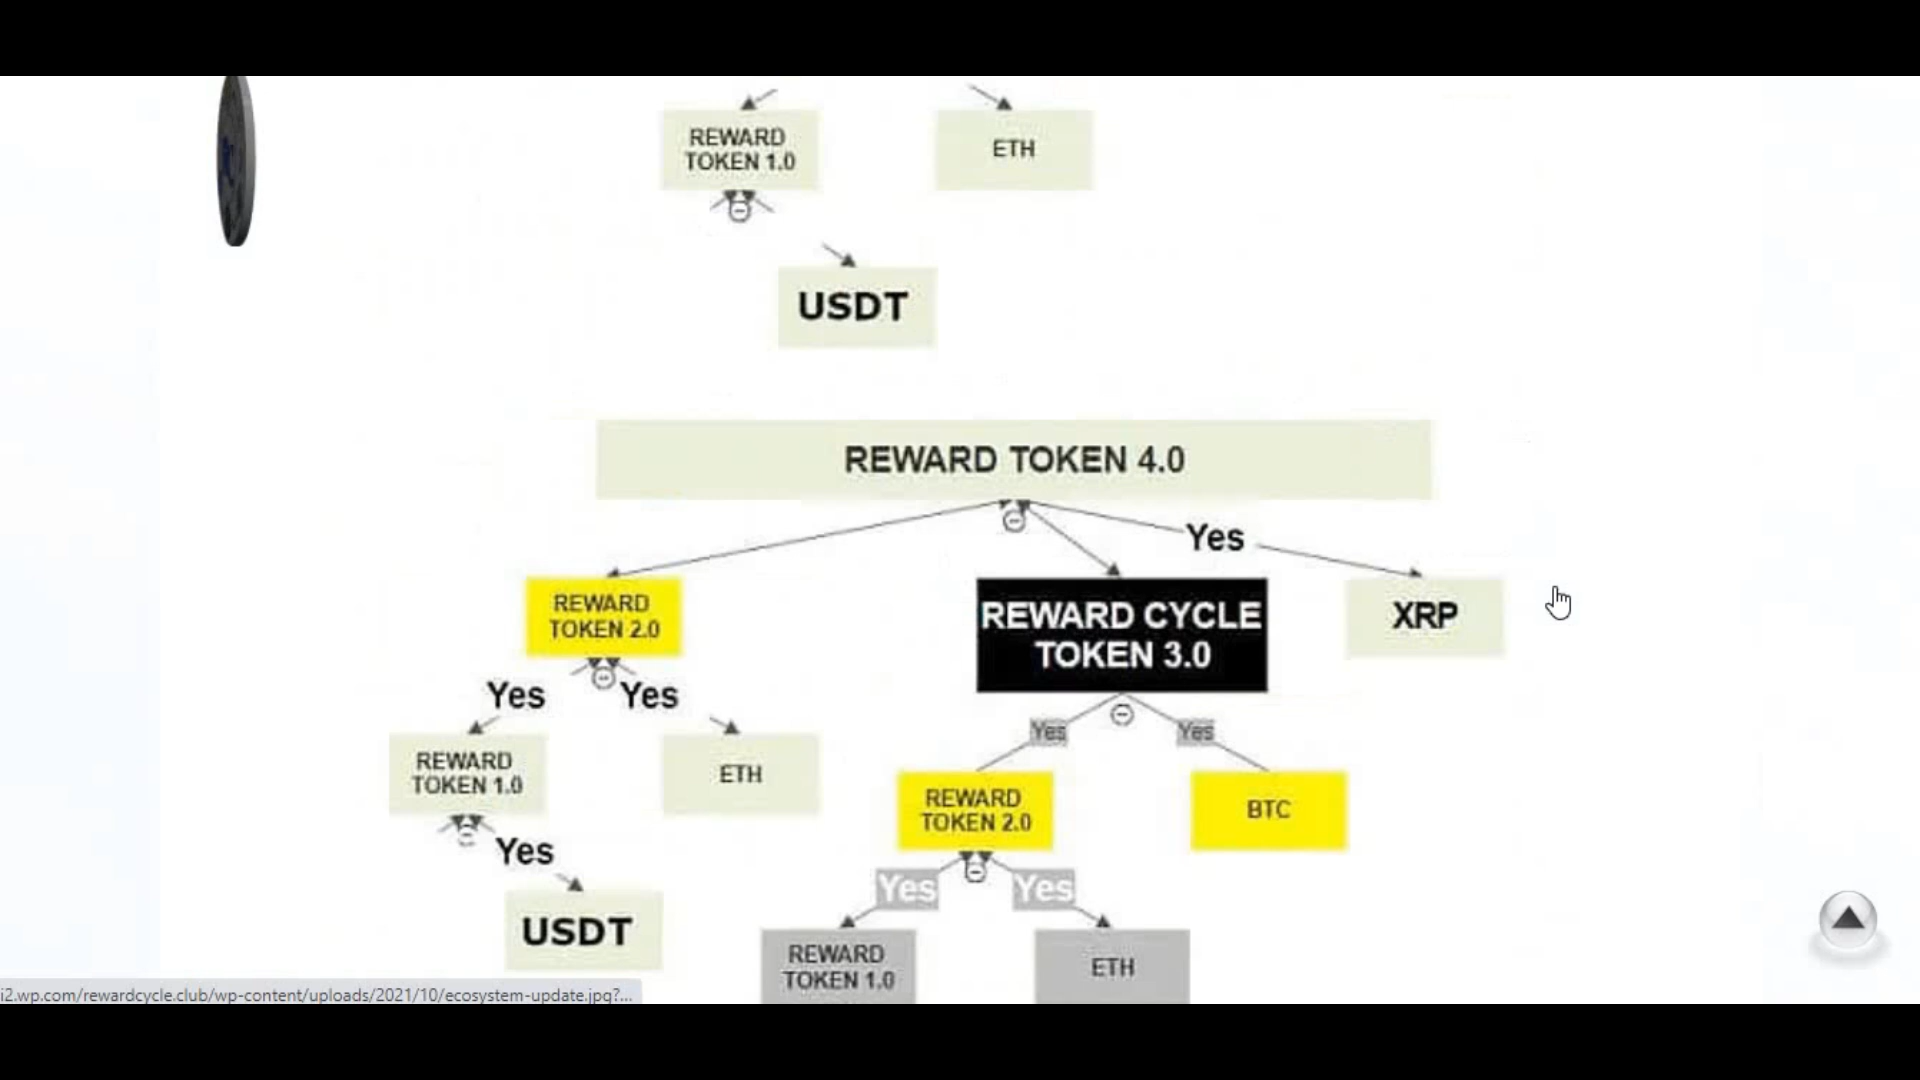 REWARD
TOKEN 1.0
ETH
USDT
REWARD TOKEN 4.0
Yes
REWARD
TOKEN 2.0
REWARD CYCLE
TOKEN 3.0
XRP
Yes
Yes
Yes
Yes
REWARD
TOKEN 1.0
ETH
REWARD
TOKEN 2.0
BTC
Yes
Yes
Yes
USDT
REWARD
TOKEN 1.0
ETH
i2.wp.com/rewardcycle.club/wp-content/uploads/2021/10/ecosystem-update.jpg?...